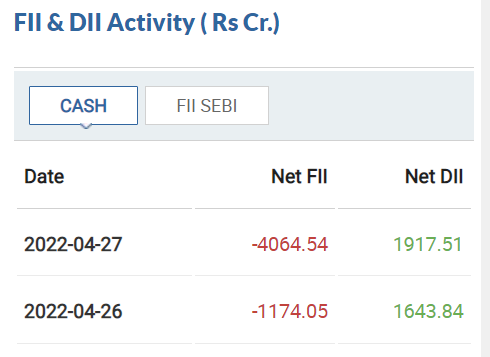 FII & DII Activity ( Rs Cr.)
CASH FII SEBI
Date Net FII Net DII
2022-04-27 -4064.54 1917.51
2022-04-26 -1174.05 1643.84